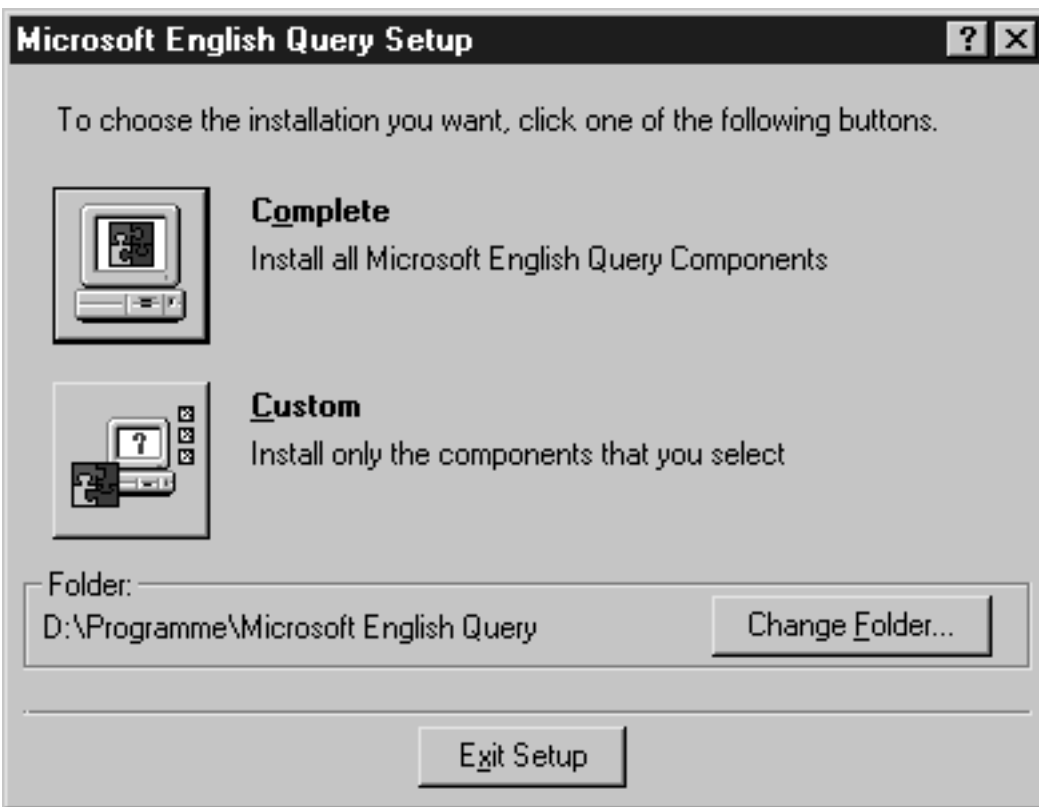 Microsoft English Query Setup
To choose the installation you want, click one of the following buttons.
Complete
Install all Microsoft English Query Components
Custom
Install only the components that you select
Folder:
D:\Programme\Microsoft English Query
Change Folder...
Exit Setup